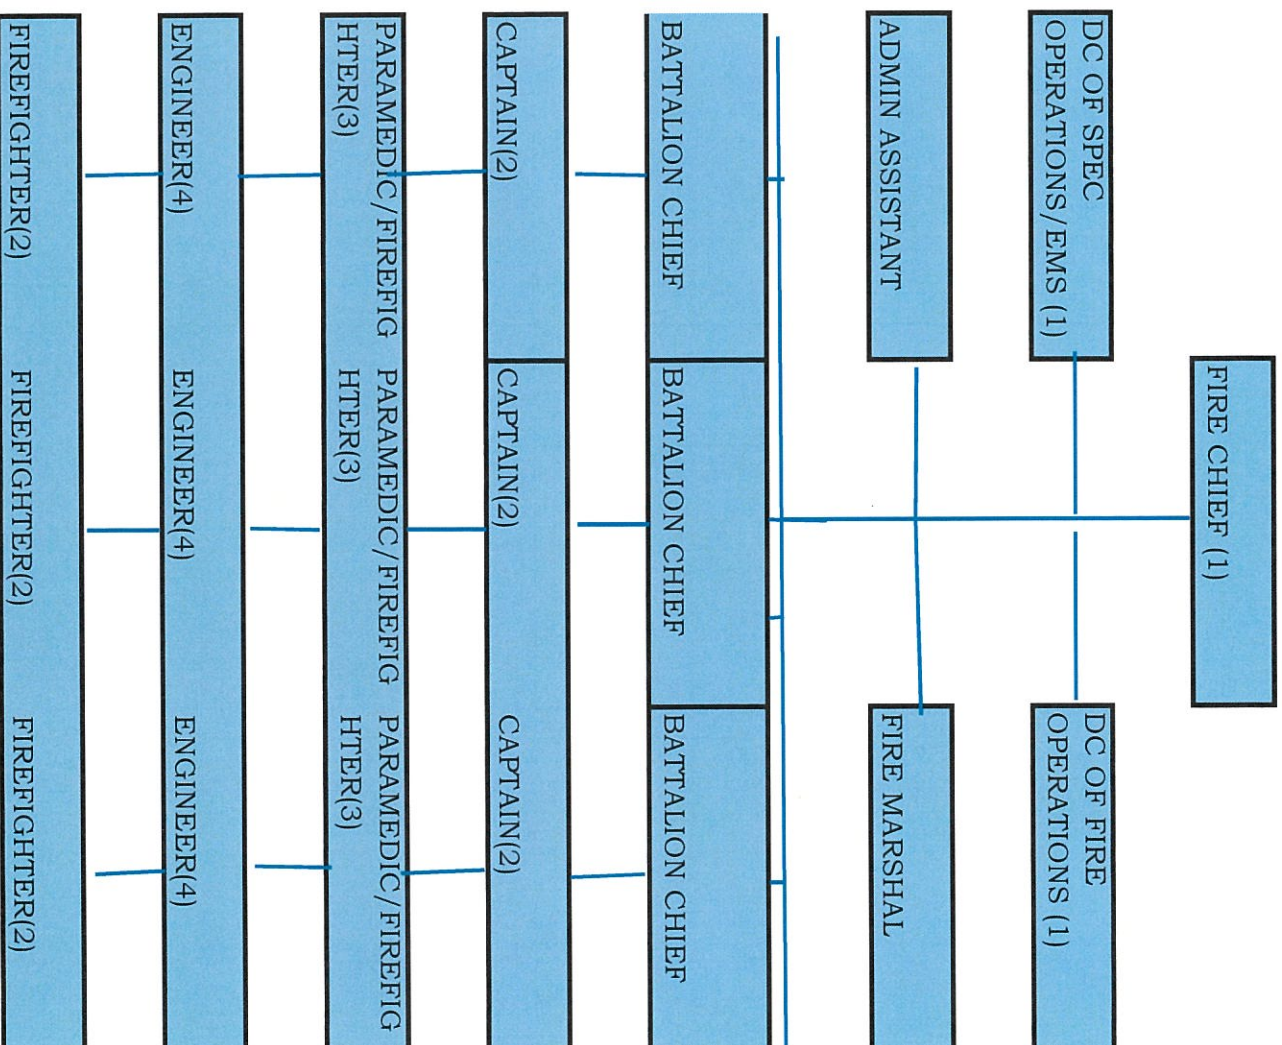 FIRE CHIEF (1)
DC OF SPEC
OPERATIONS/EMS (1)
DC OF FIRE
OPERATIONS (1)
ADMIN ASSISTANT
FIRE MARSHAL
BATTALION CHIEF
BATTALION CHIEF
BATTALION CHIEF
CAPTAIN(2)
CAPTAIN(2)
CAPTAIN(2)
PARAMEDIC/FIREFIG
HTER(3)
PARAMEDIC/FIREFIG
HTER(3)
PARAMEDIC/FIREFIG
HTER(3)
ENGINEER(4)
ENGINEER(4)
ENGINEER(4)
FIREFIGHTER(2)
FIREFIGHTER(2)
FIREFIGHTER(2)